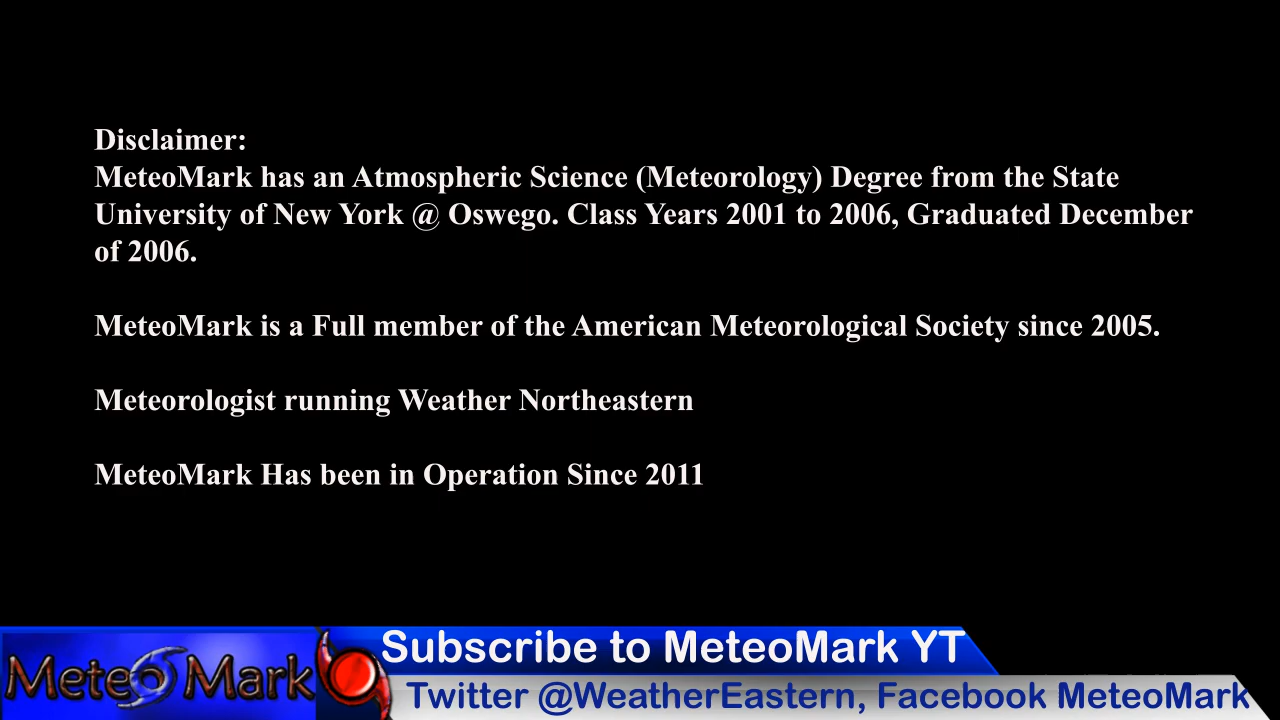 Disclaimer:
MeteoMark has an Atmospheric Science (Meteorology) Degree from the State
University of New York @ Oswego. Class Years 2001 to 2006, Graduated December
of 2006.
MeteoMark is a Full member of the American Meteorological Society since 2005.
Meteorologist running Weather Northeastern
MeteoMark Has been in Operation Since 2011
Subscribe to MeteoMark YT
Meteo Mark
Twitter @WeatherEastern, Facebook MeteoMark